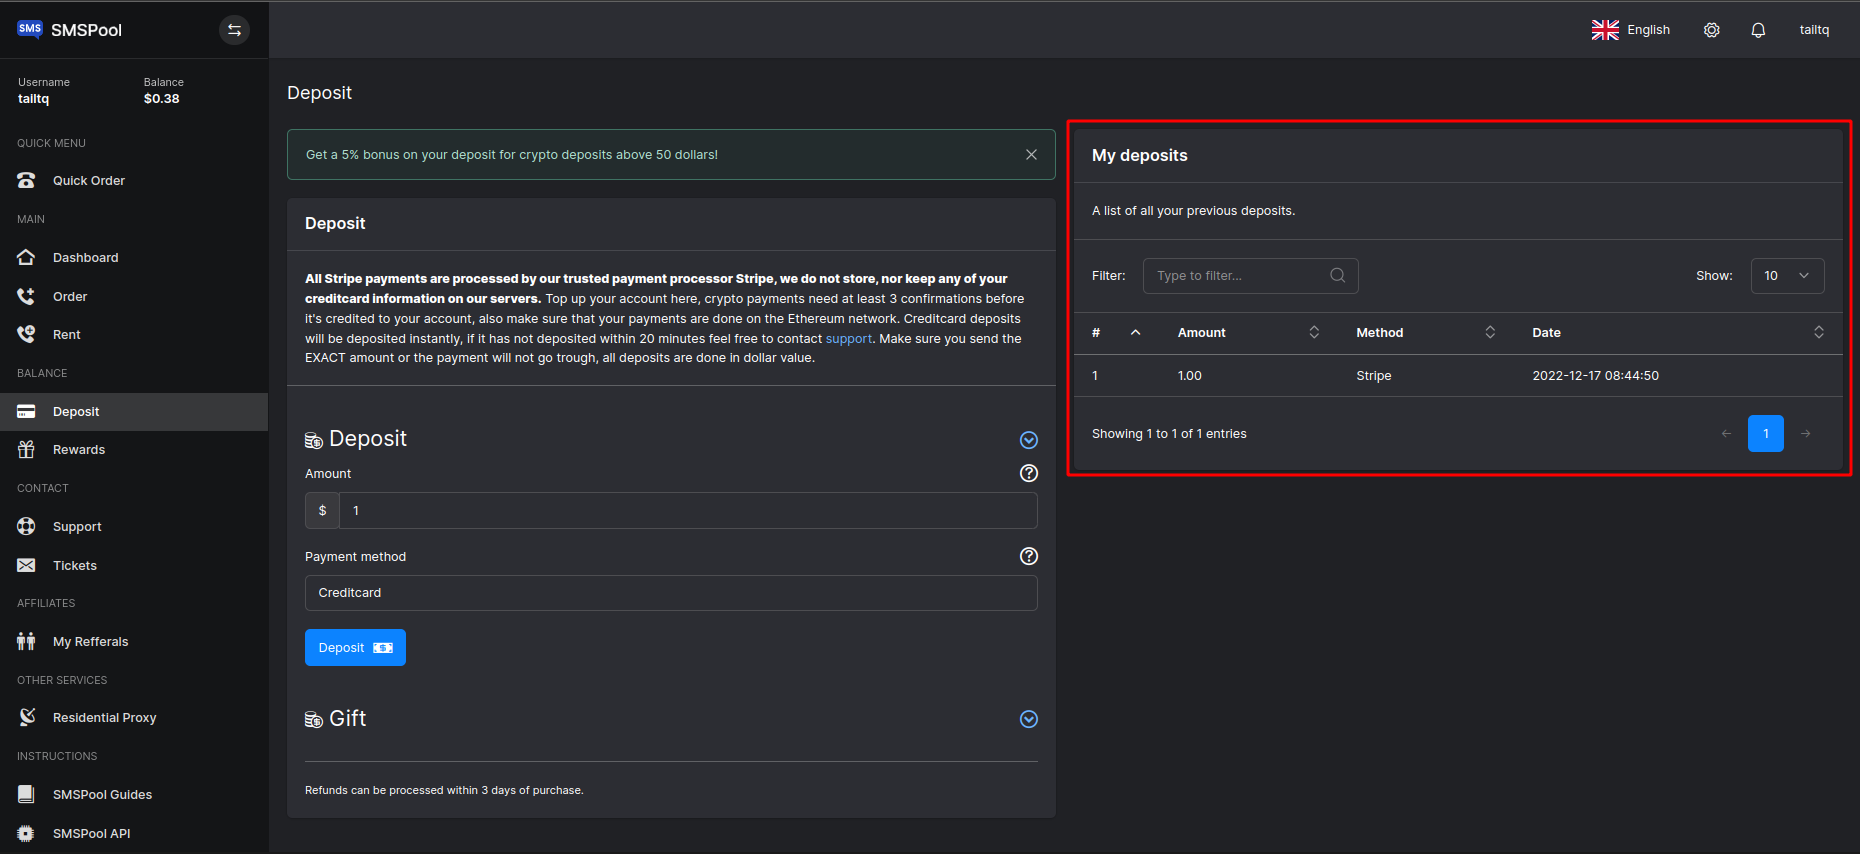 SMS SMSPool
English
tailtq
Username Balance
tailtq $0.38
QUICK MENU
Quick Order
MAIN
Dashboard
Order
Rent
BALANCE
Deposit
Rewards
CONTACT
Support
Tickets
AFFILIATES
My Refferals
OTHER SERVICES
Residential Proxy
INSTRUCTIONS
SMSPool Guides
SMSPool API
Deposit
Get a 5% bonus on your deposit for crypto deposits above 50 dollars!
Deposit
All Stripe payments are processed by our trusted payment processor Stripe, we do not store, nor keep any of your
creditcard information on our servers. Top up your account here, crypto payments need at least 3 confirmations before
it's credited to your account, also make sure that your payments are done on the Ethereum network. Creditcard deposits
will be deposited instantly, if it has not deposited within 20 minutes feel free to contact support. Make sure you send the
EXACT amount or the payment will not go trough, all deposits are done in dollar value.
Deposit
Amount
$ 1
Payment method
Creditcard
Deposit
Gift
Refunds can be processed within 3 days of purchase.
My deposits
A list of all your previous deposits.
Filter: Type to filter... Show: 10
# Amount Method Date
1 1.00 Stripe 2022-12-17 08:44:50
Showing 1 to 1 of 1 entries ← 1 →